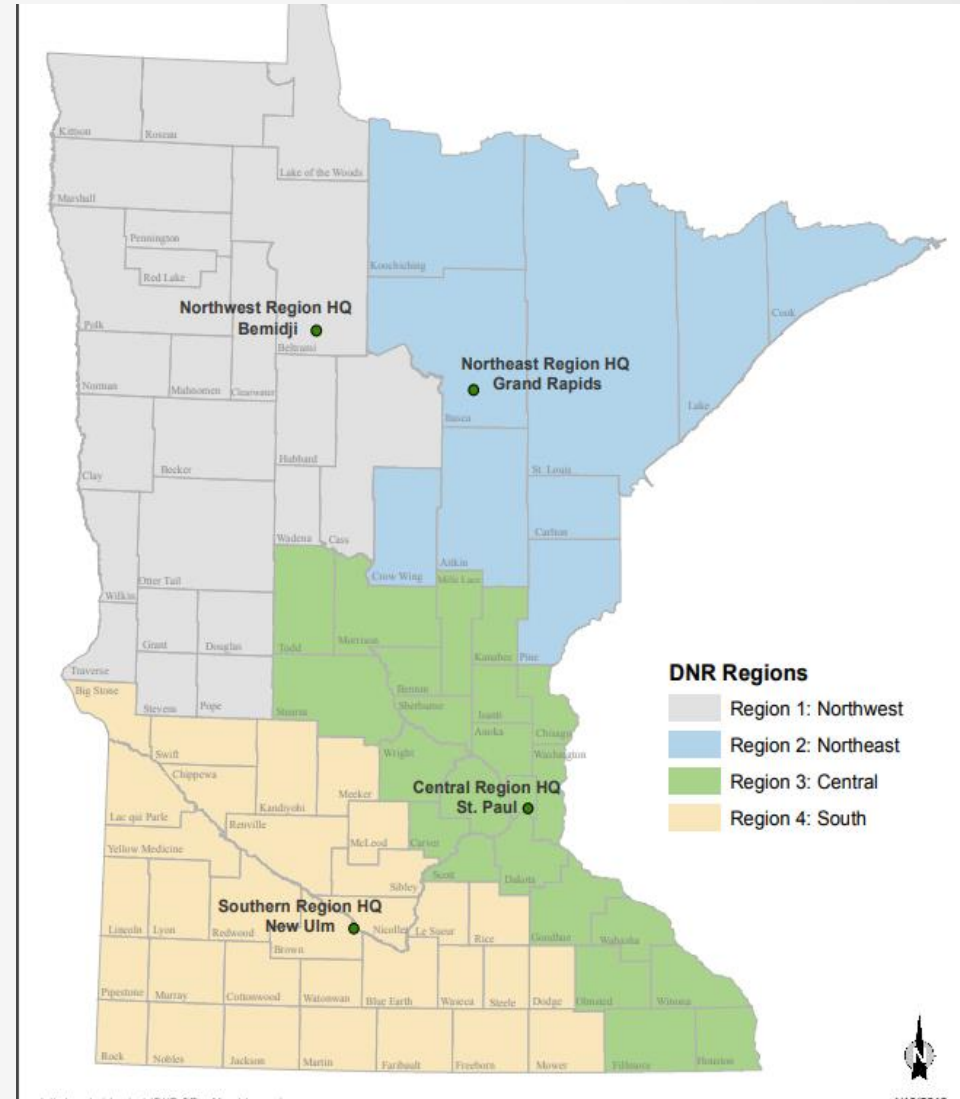 Kittson
Roseau
Lake of the Woods
Koochiching
Marshall
Pennington
Red Lake
Cook
Northwest Region HQ
Bemidji
Polk
Beltrami
Northeast Region HQ
Grand Rapids
Norman
Mahnomen
Clearwater
Itasca
Lake
Hubbard
Clay
Becker
St. Louis
Wadena
Cass
Carlton
Aitkin
Crow Wing
Mille Lacs
Otter Tail
Wilkin
Grant
Douglas
Todd
Morrison
Kanabec
Pine
Traverse
Big Stone
Stevens
Pope
Stearns
Benton
Sherburne
Isanti
Anoka
Chisago
Washington
DNR Regions
Region 1: Northwest
Region 2: Northeast
Region 3: Central
Region 4: South
Swift
Chippewa
Wright
Central Region HQ
St. Paul
Meeker
Kandiyohi
Lac qui Parle
Renville
McLeod
Carver
Yellow Medicine
Scott
Dakota
Sibley
Southern Region HQ
New Ulm
Nicollet
Le Sueur
Rice
Goodhue
Wabasha
Lincoln
Lyon
Redwood
Brown
Pipestone
Murray
Cottonwood
Watonwan
Blue Earth
Waseca
Steele
Dodge
Olmsted
Winona
Rock
Nobles
Jackson
Martin
Faribault
Freeborn
Mower
Fillmore
Houston
N